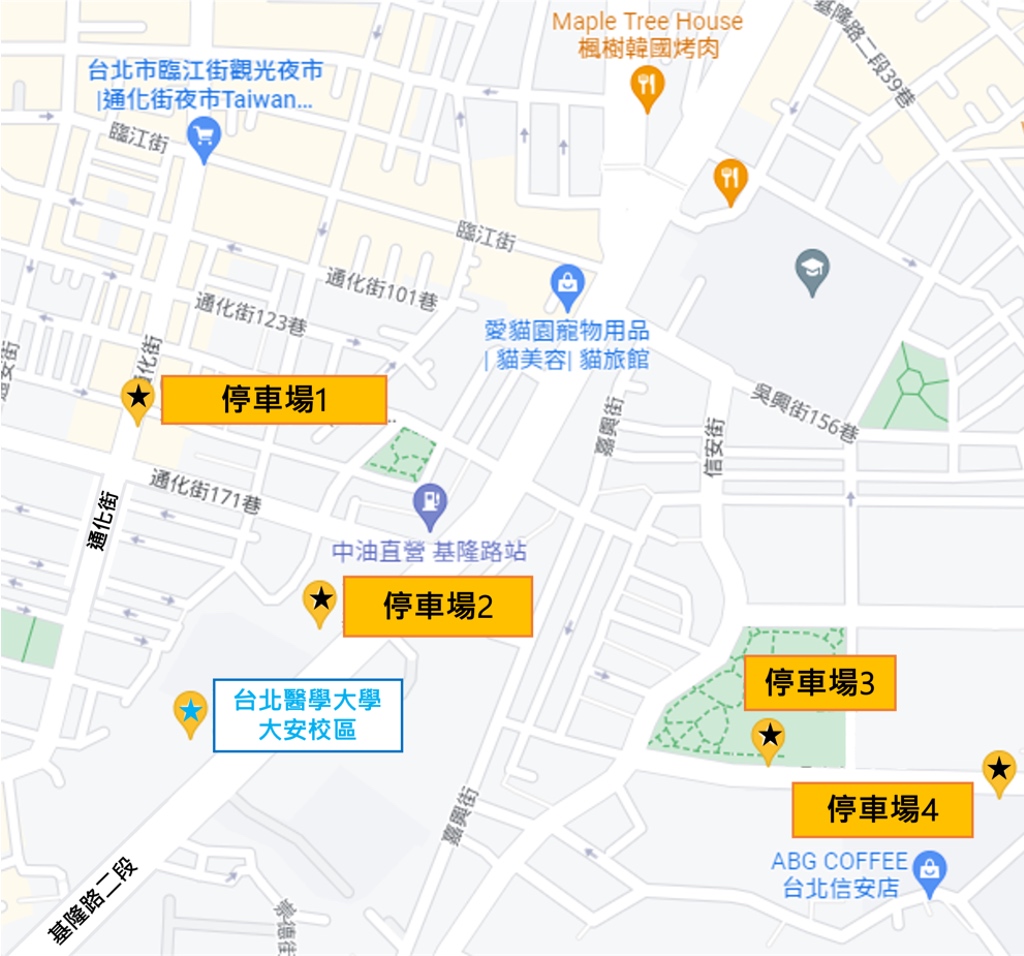 Maple Tree House
楓樹韓國烤肉
基隆路二段39巷
台北市臨江街觀光夜市
|通化街夜市Taiwan...
臨江街
臨江街
通化街101巷
通化街123巷
愛貓園寵物用品
| 貓美容| 貓旅館
通化街
停車場1
吳興街156巷
嘉興街
信安街
通化街171巷
通化街
中油直營 基隆路站
停車場2
停車場3
台北醫學大學
大安校區
停車場4
嘉興街
ABG COFFEE
台北信安店
基隆路二段
崇德街